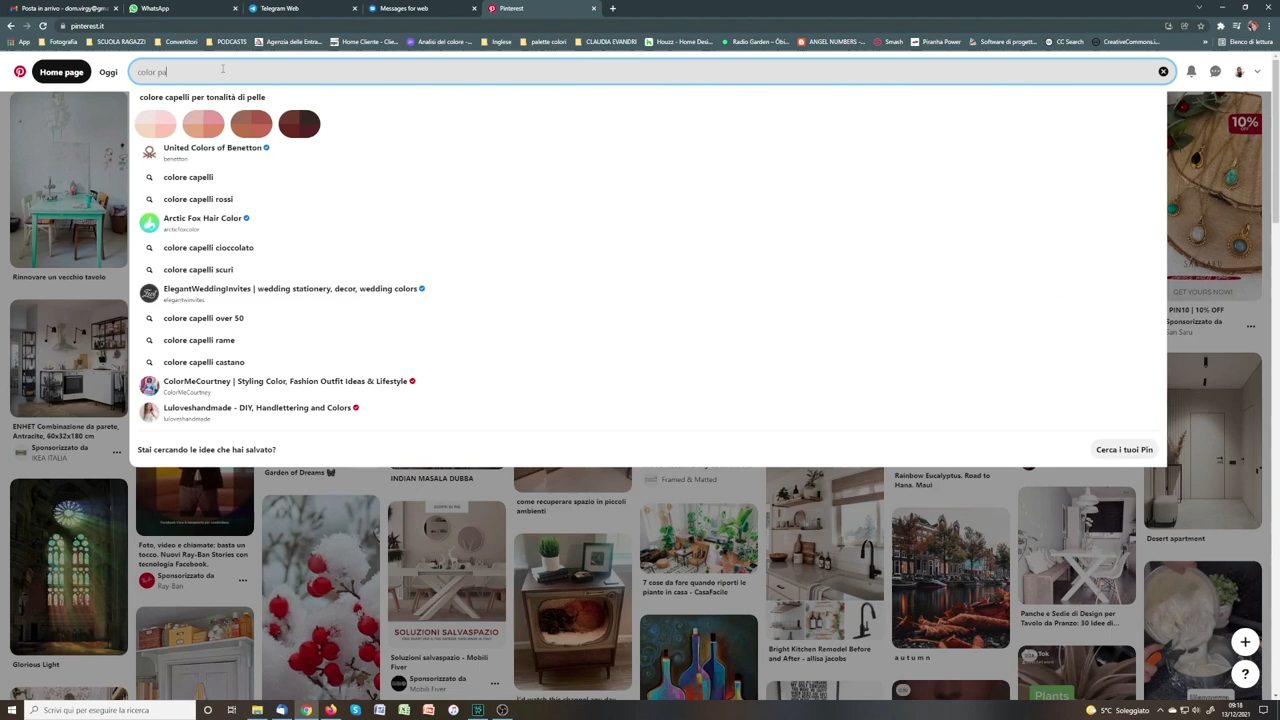 Posta in arrivo - dom.virgy@gm
WhatsApp
Telegram Web
Messages for web
Pinterest
pinterest.it
App
Fotografia
SCUOLA RAGAZZI
Convertitori
PODCASTS
Agenzia delle Entra...
Home Cliente - Clie...
Analisi del colore -...
Inglese
palette colori
CLAUDIA EVANDRI
Houzz - Home Desi...
Radio Garden – Obi...
ANGEL NUMBERS -...
Smash
Piranha Power
Software di progett...
CC Search
CreativeCommons.i...
Elenco di lettura
Home page
Oggi
color pa
colore capelli per tonalità di pelle
United Colors of Benetton
benetton
colore capelli
colore capelli rossi
Arctic Fox Hair Color
arcticfoxcolor
colore capelli cioccolato
colore capelli scuri
ElegantWeddingInvites | wedding stationery, decor, wedding colors
elegantwinvites
colore capelli over 50
colore capelli rame
colore capelli castano
ColorMeCourtney | Styling Color, Fashion Outfit Ideas & Lifestyle
ColorMeCourtney
Luloveshandmade - DIY, Handlettering and Colors
luloveshandmade
Stai cercando le idee che hai salvato?
Cerca i tuoi Pin
Rinnovare un vecchio tavolo
ENHET Combinazione da parete,
Antracite, 60x32x180 cm
Sponsorizzato da
IKEA ITALIA
Glorious Light
Foto, video e chiamate: basta un
tocco. Nuovi Ray-Ban Stories con
tecnologia Facebook.
Sponsorizzato da
Ray-Ban
Garden of Dreams
INDIAN MASALA DUBBA
SOLUZIONI SALVASPAZIO
Soluzioni salvaspazio - Mobili
Fiver
Sponsorizzato da
Mobili Fiver
come recuperare spazio in piccoli
ambienti
I'd watch this channel any day
Framed & Matted
7 cose da fare quando riporti le
piante in casa - CasaFacile
Bright Kitchen Remodel Before
and After - allisa jacobs
Rainbow Eucalyptus. Road to
Hana. Maui
autumn
Panche e Sedie di Design per
Tavolo da Pranzo: 30 Idee di...
Tok
Plants
10%
OFF
GET YOURS NOW!
PIN10 | 10% OFF
Sponsorizzato da
San Saru
Desert apartment
Scrivi qui per eseguire la ricerca
5°C Soleggiato
09:18
13/12/2021